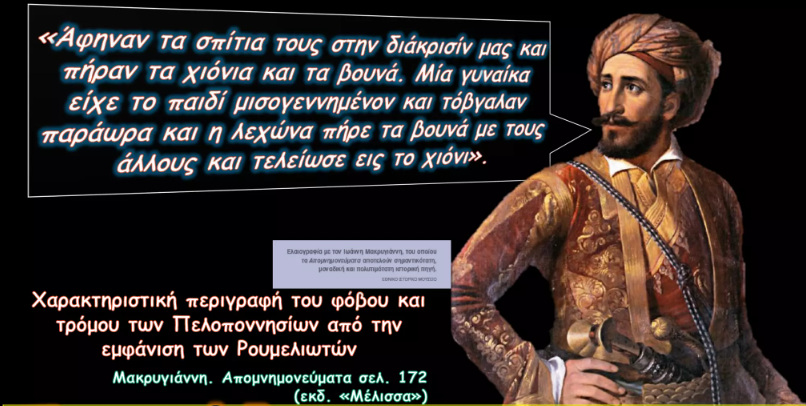 «Άφηναν τα σπίτια τους στην διάκρισίν μας και
πήραν τα χιόνια και τα βουνά. Μία γυναίκα
είχε το παιδί μισογεννημένον και τόβγαλαν
παράωρα και η λεχώνα πήρε τα βουνά με τους
άλλους και τελείωσε εις το χιόνι».
Ελαιογραφία με τον Ιωάννη Μακρυγιάννη, του οποίου
τα Απομνημονεύματα αποτελούν σημαντικότατη,
μοναδική και πολυτιμότατη ιστορική πηγή.
ΕΘΝΙΚΟ ΙΣΤΟΡΙΚΟ ΜΟΥΣΕΙΟ
Χαρακτηριστική περιγραφή του φόβου και
τρόμου των Πελοποννησίων από την
εμφάνιση των Ρουμελιωτών
Μακρυγιάννη. Απομνημονεύματα σελ. 172
(εκδ. «Μέλισσα»)